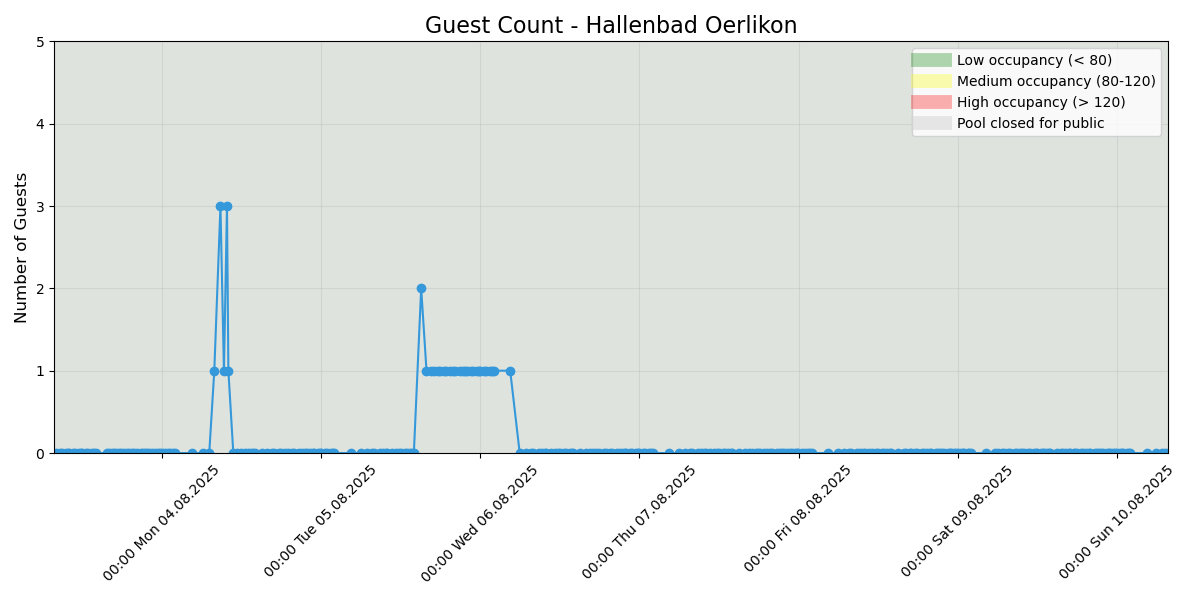 Guest Count - Hallenbad Oerlikon
Low occupancy (< 80)
Medium occupancy (80-120)
High occupancy (> 120)
Pool closed for public
Number of Guests
5
4
3
2
1
0
00:00 Mon 04.08.2025
00:00 Tue 05.08.2025
00:00 Wed 06.08.2025
00:00 Thu 07.08.2025
00:00 Fri 08.08.2025
00:00 Sat 09.08.2025
00:00 Sun 10.08.2025